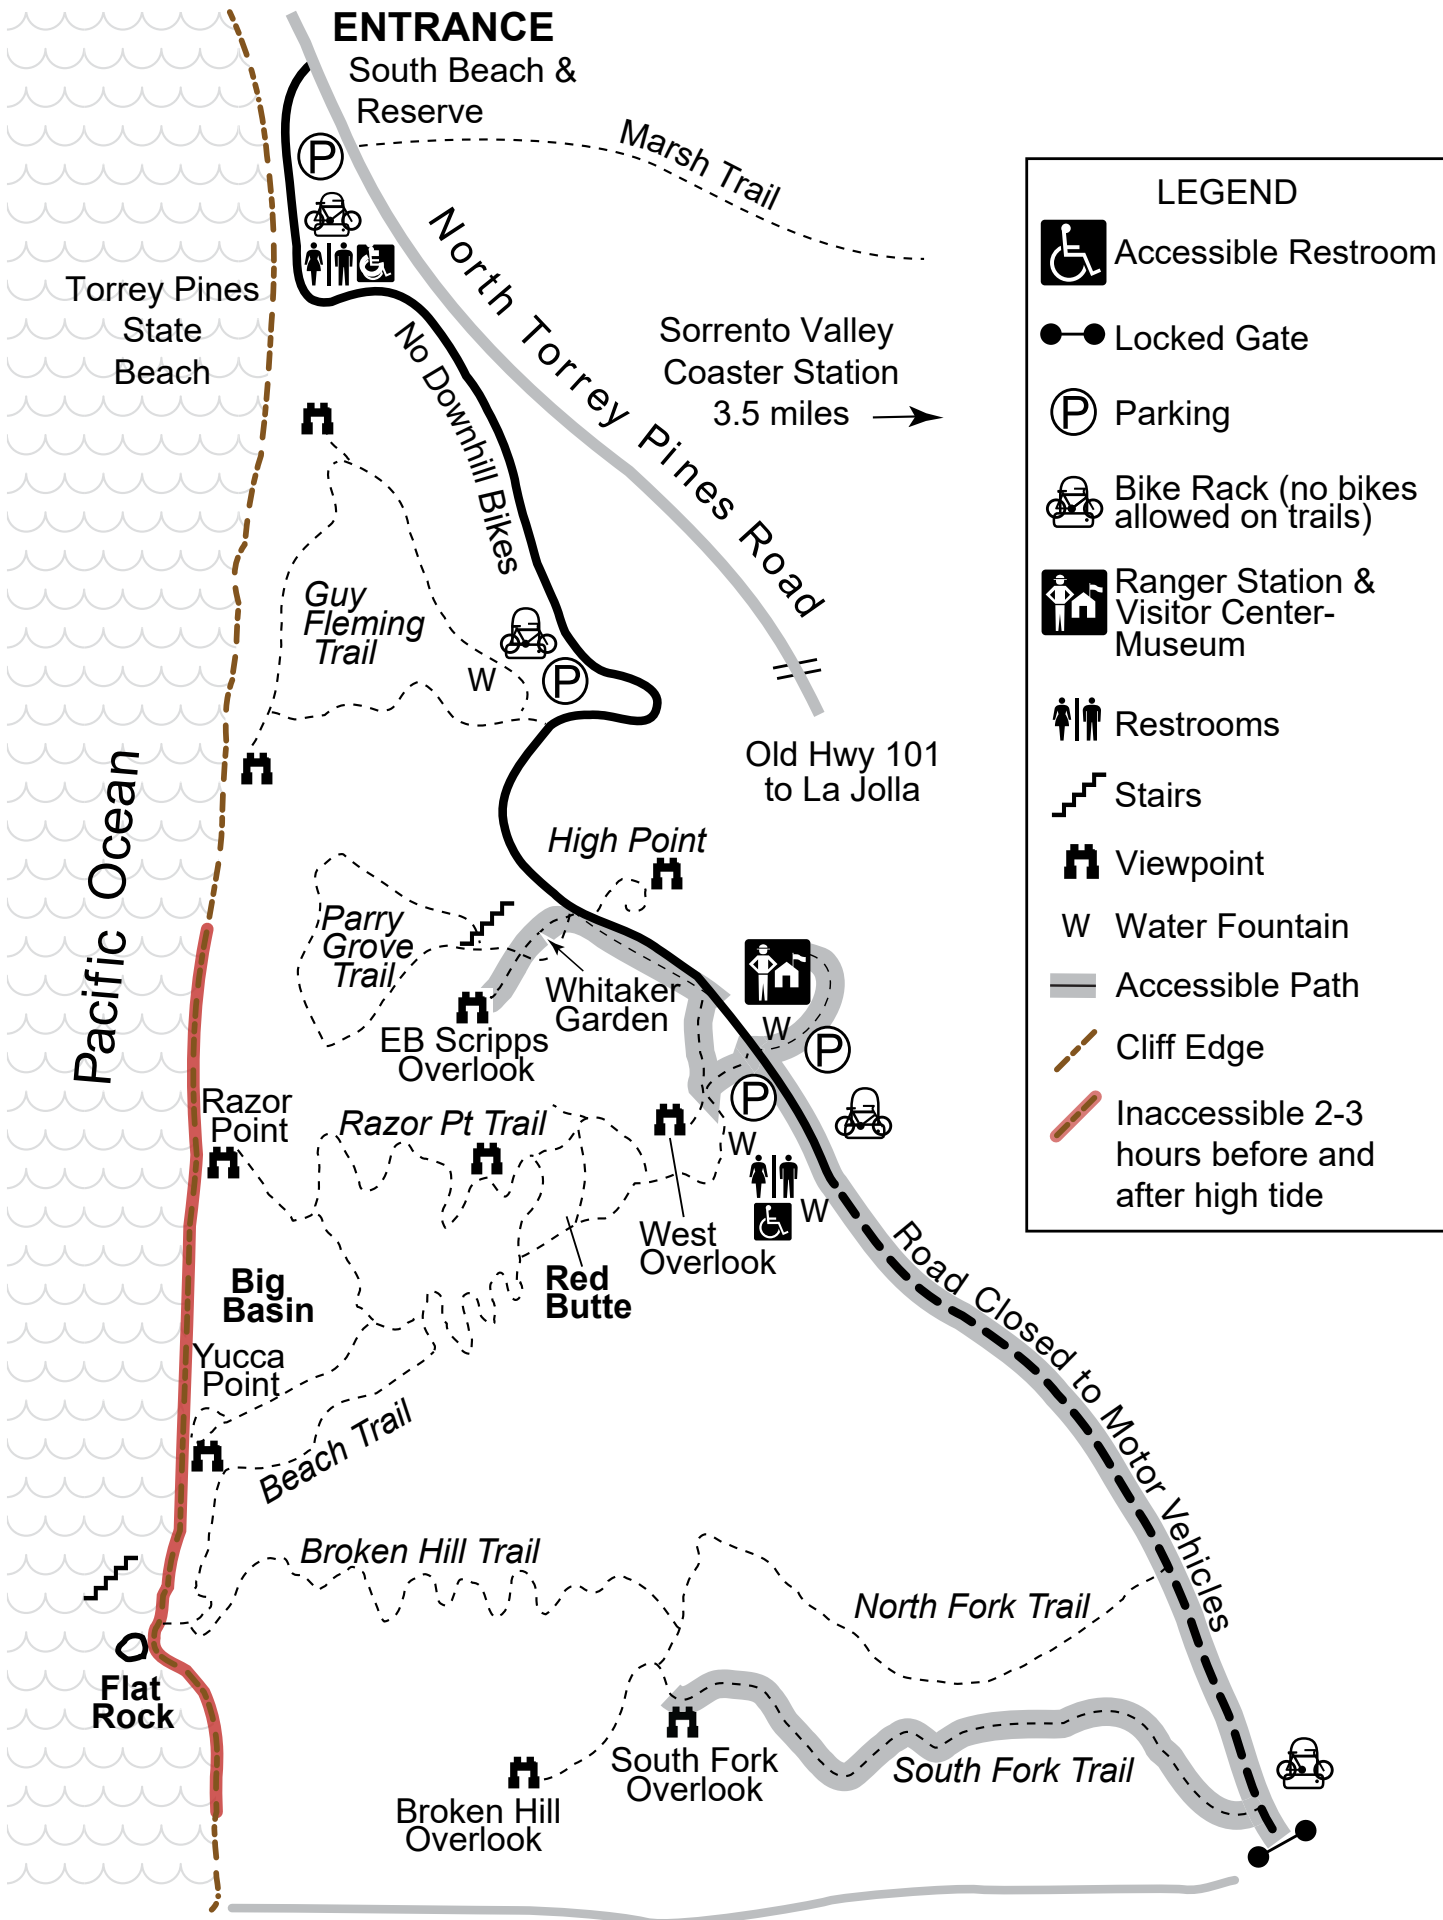 ENTRANCE
South Beach &
Reserve
P
Marsh Trail
North Torrey Pines Road
Torrey Pines
State
Beach
No Downhill Bikes
Sorrento Valley
Coaster Station
3.5 miles
Guy
Fleming
Trail
W
P
Old Hwy 101
to La Jolla
Pacific Ocean
High Point
Parry
Grove
Trail
Whitaker
Garden
EB Scripps
Overlook
W
P
P
W
W
Razor
Point
Razor Pt Trail
West
Overlook
Red
Butte
Big
Basin
Yucca
Point
Beach Trail
Road Closed to Motor Vehicles
Broken Hill Trail
North Fork Trail
Flat
Rock
South Fork
Overlook
South Fork Trail
Broken Hill
Overlook
LEGEND
Accessible Restroom
Locked Gate
P
Parking
Bike Rack (no bikes
allowed on trails)
Ranger Station &
Visitor Center-
Museum
Restrooms
Stairs
Viewpoint
W
Water Fountain
Accessible Path
Cliff Edge
Inaccessible 2-3
hours before and
after high tide